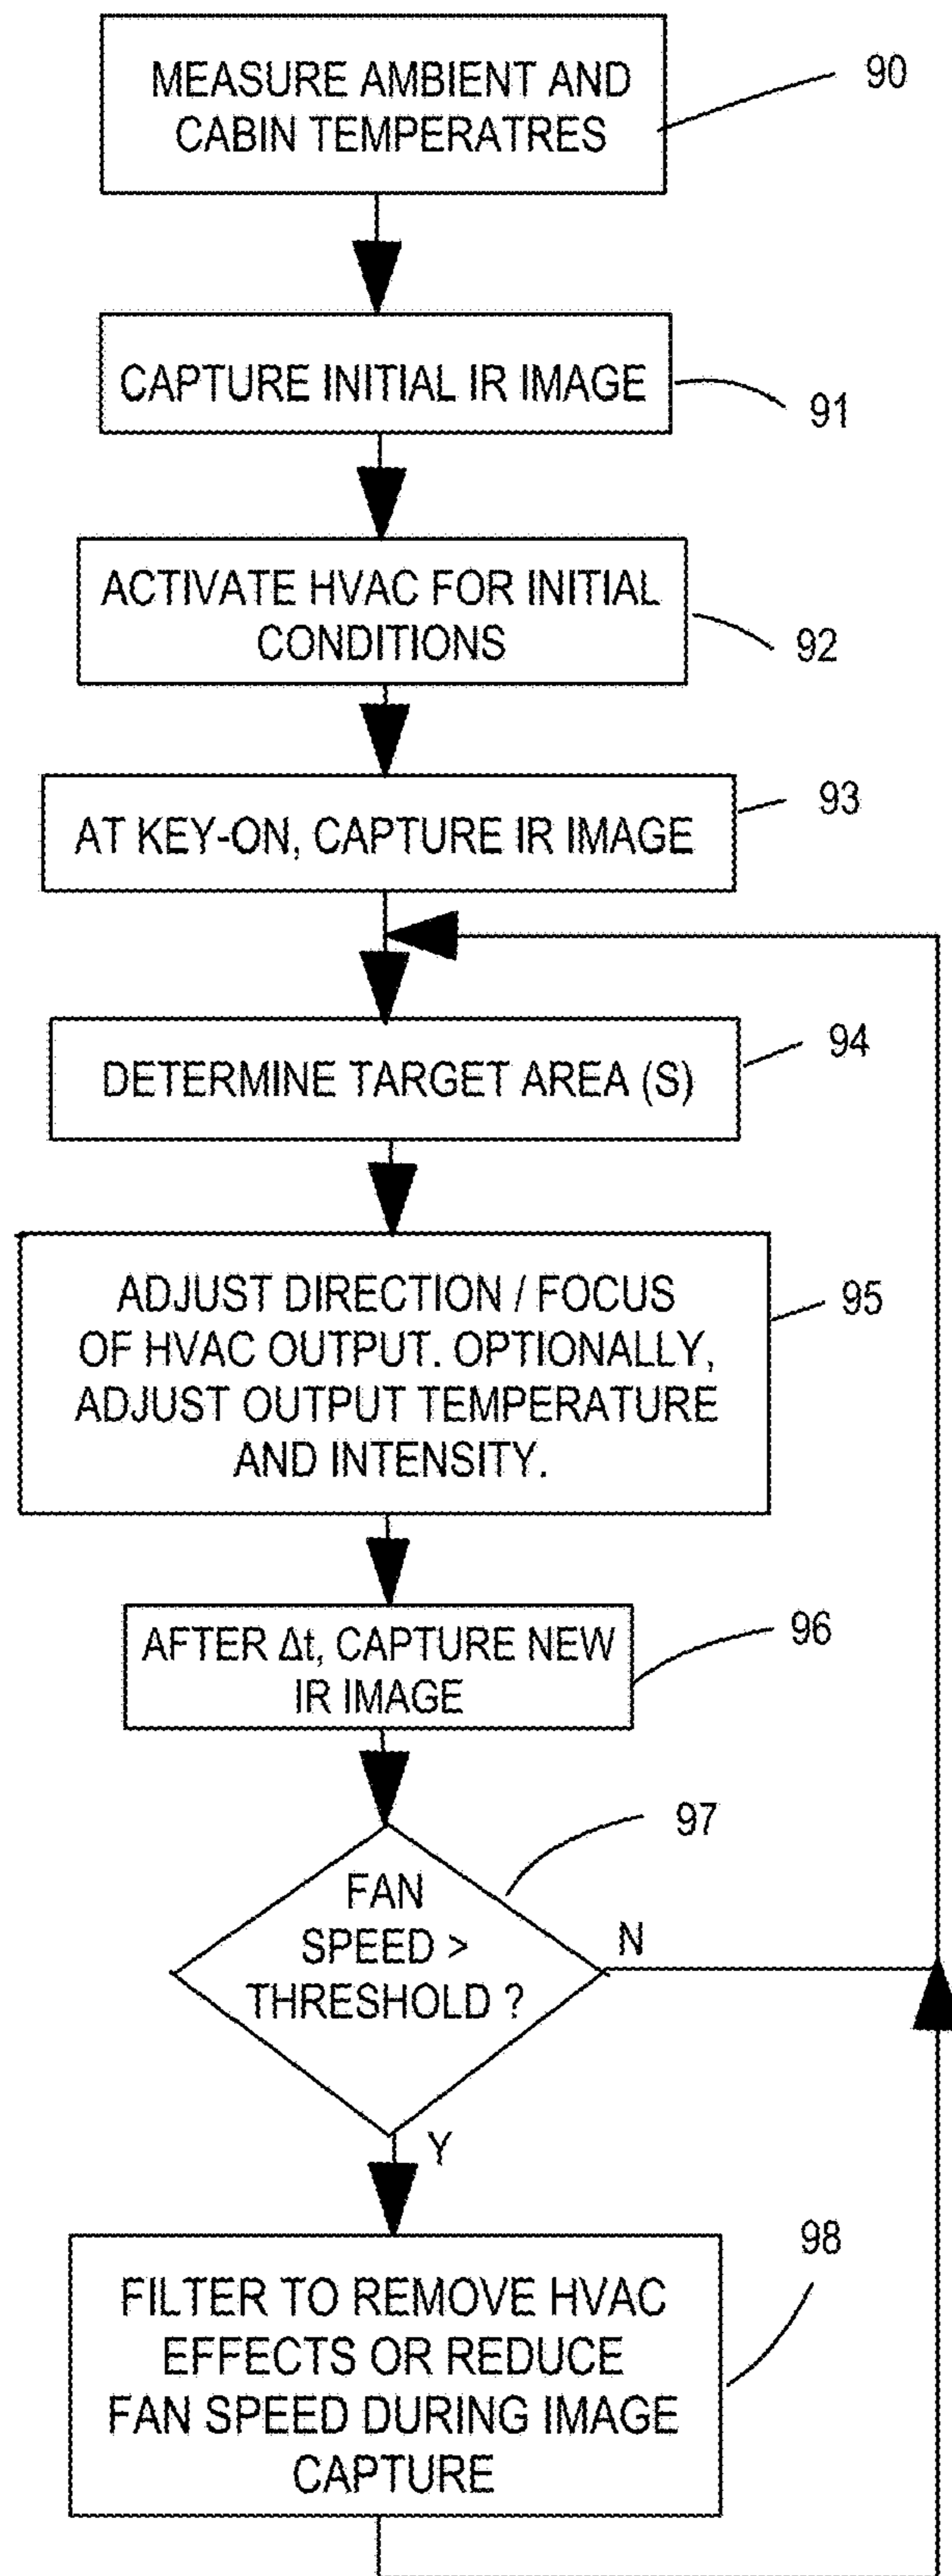 MEASURE AMBIENT AND
CABIN TEMPERATRES
90
CAPTURE INITIAL IR IMAGE
91
ACTIVATE HVAC FOR INITIAL
CONDITIONS
92
AT KEY-ON, CAPTURE IR IMAGE
93
DETERMINE TARGET AREA (S)
94
ADJUST DIRECTION / FOCUS
OF HVAC OUTPUT. OPTIONALLY,
ADJUST OUTPUT TEMPERATURE
AND INTENSITY.
95
AFTER Δt, CAPTURE NEW
IR IMAGE
96
FAN
SPEED >
THRESHOLD ?
97
N
Y
FILTER TO REMOVE HVAC
EFFECTS OR REDUCE
FAN SPEED DURING IMAGE
CAPTURE
98